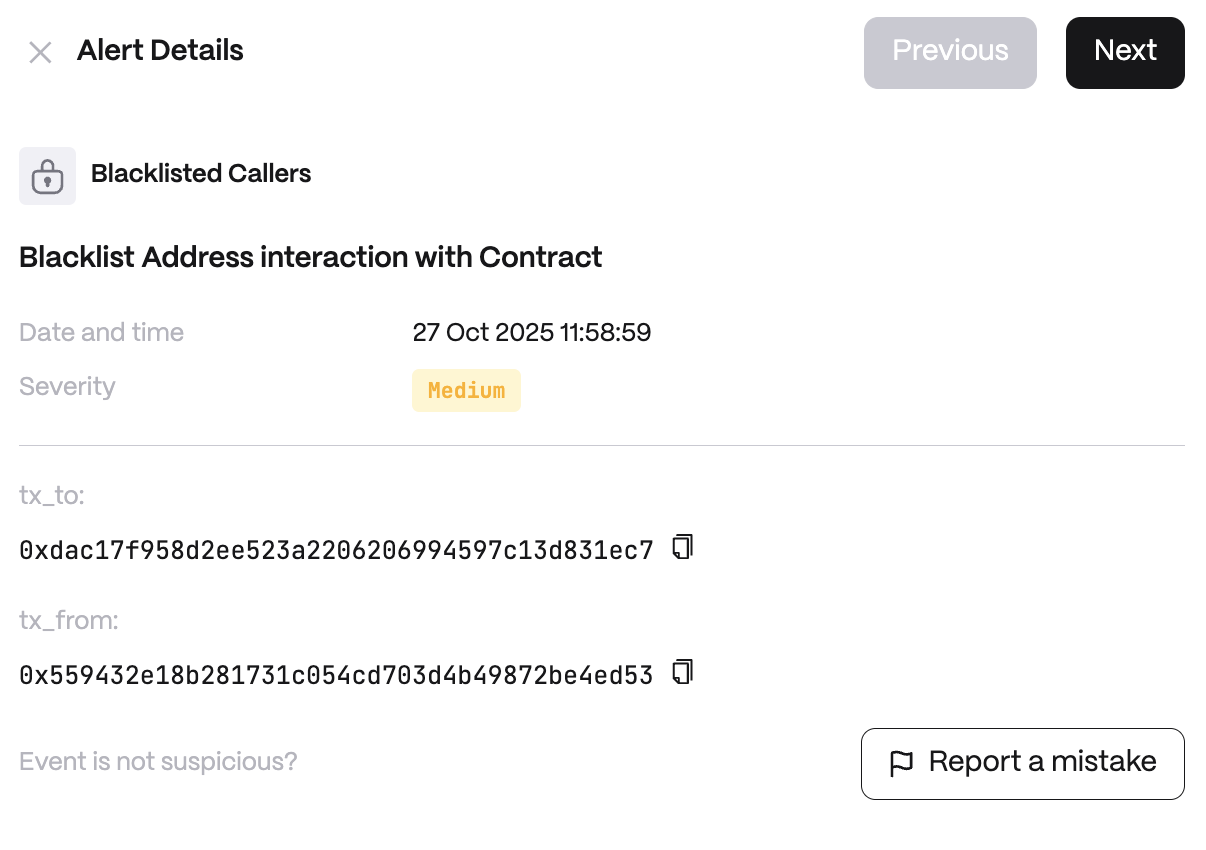 Alert Details
Previous
Next
Blacklisted Callers
Blacklist Address interaction with Contract
Date and time 27 Oct 2025 11:58:59
Severity Medium
tx_to:
0xdac17f958d2ee523a2206206994597c13d831ec7
tx_from:
0x559432e18b281731c054cd703d4b49872be4ed53
Event is not suspicious?
Report a mistake